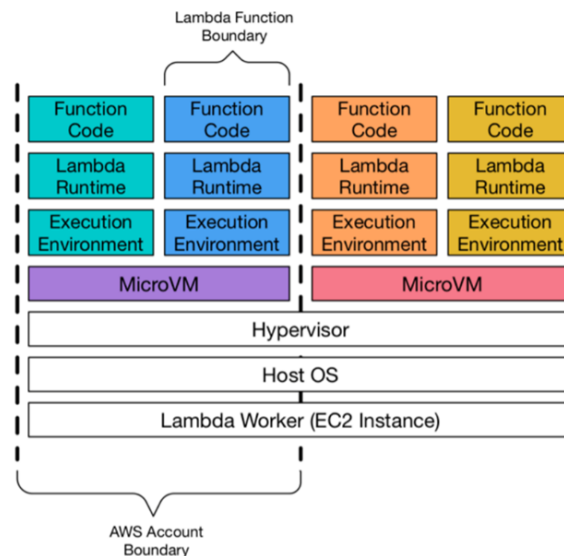 Lambda Function
Boundary
Function
Code
Function
Code
Function
Code
Function
Code
Lambda
Runtime
Lambda
Runtime
Lambda
Runtime
Lambda
Runtime
Execution
Environment
Execution
Environment
Execution
Environment
Execution
Environment
MicroVM
MicroVM
Hypervisor
Host OS
Lambda Worker (EC2 Instance)
AWS Account
Boundary